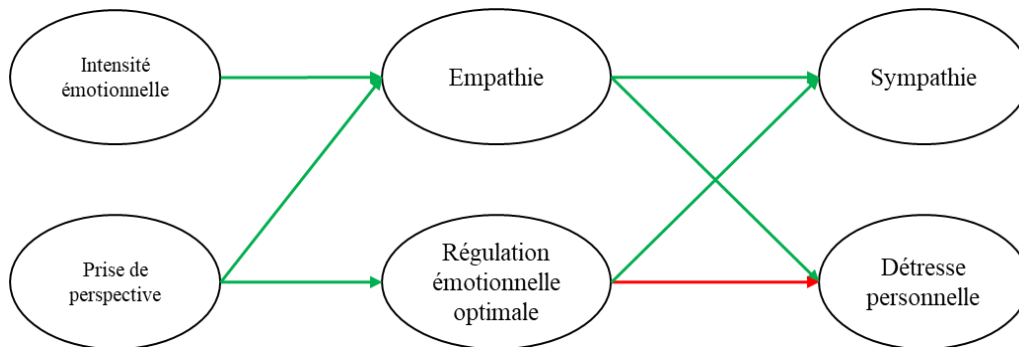 Intensité
émotionnelle
Empathie
Sympathie
Prise de
perspective
Régulation
émotionnelle
optimale
Détresse
personnelle